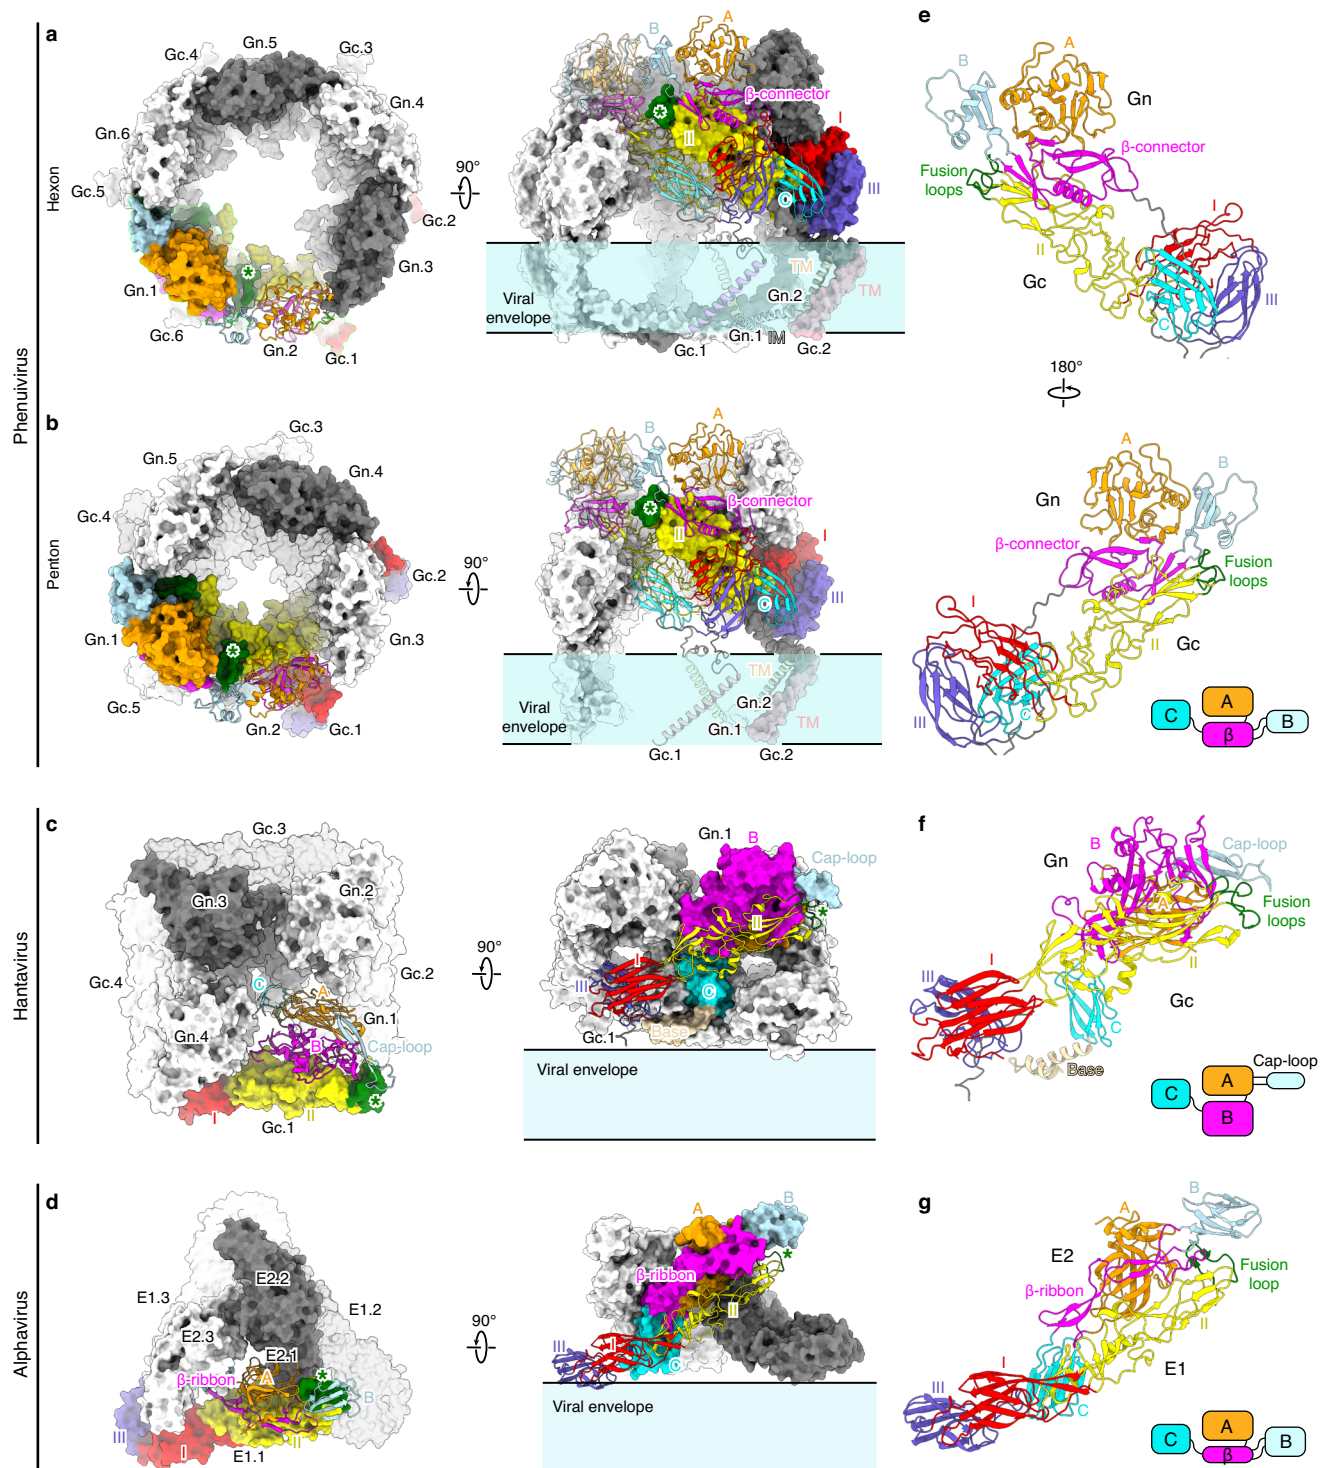 Phenuivirus
Hexon
a
Gn.5
Gc.3
Gc.4
Gn.4
Gn.6
Gc.5
Gc.2
Gn.3
*
Gn.1
Gc.6
Gn.2
Gc.1
90°
B
A
β-connector
*
II
I
C
III
TM
Gn.2
TM
Viral
envelope
Gn.1
IM
Gc.1
Gc.2
e
A
B
Gn
β-connector
Fusion
loops
I
II
Gc
III
C
180°
Penton
b
Gc.3
Gn.5
Gn.4
Gc.4
Gc.2
Gn.1
Gn.3
*
Gc.5
Gn.2
Gc.1
90°
A
B
β-connector
*
II
I
C
III
TM
Gn.2
Viral
envelope
TM
Gn.1
Gc.1
Gc.2
A
B
Gn
β-connector
Fusion
loops
I
II
Gc
III
C
C
A
β
B
Hantavirus
c
Gc.3
Gn.3
Gn.2
Gc.4
Gc.2
C
A
Gn.1
Gn.4
Cap-loop
B
*
I
II
Gc.1
90°
Gn.1
B
Cap-loop
*
II
I
III
C
Base
Gc.1
Viral envelope
f
B
Cap-loop
Gn
A
Fusion
loops
I
II
III
Gc
C
Base
Cap-loop
C
A
B
Alphavirus
d
E2.2
E1.3
E1.2
E2.3
E2.1
*
β-ribbon
A
B
III
I
II
E1.1
90°
A
B
*
β-ribbon
II
III
I
C
Viral envelope
g
B
A
E2
Fusion
loop
β-ribbon
II
E1
I
III
C
C
A
β
B